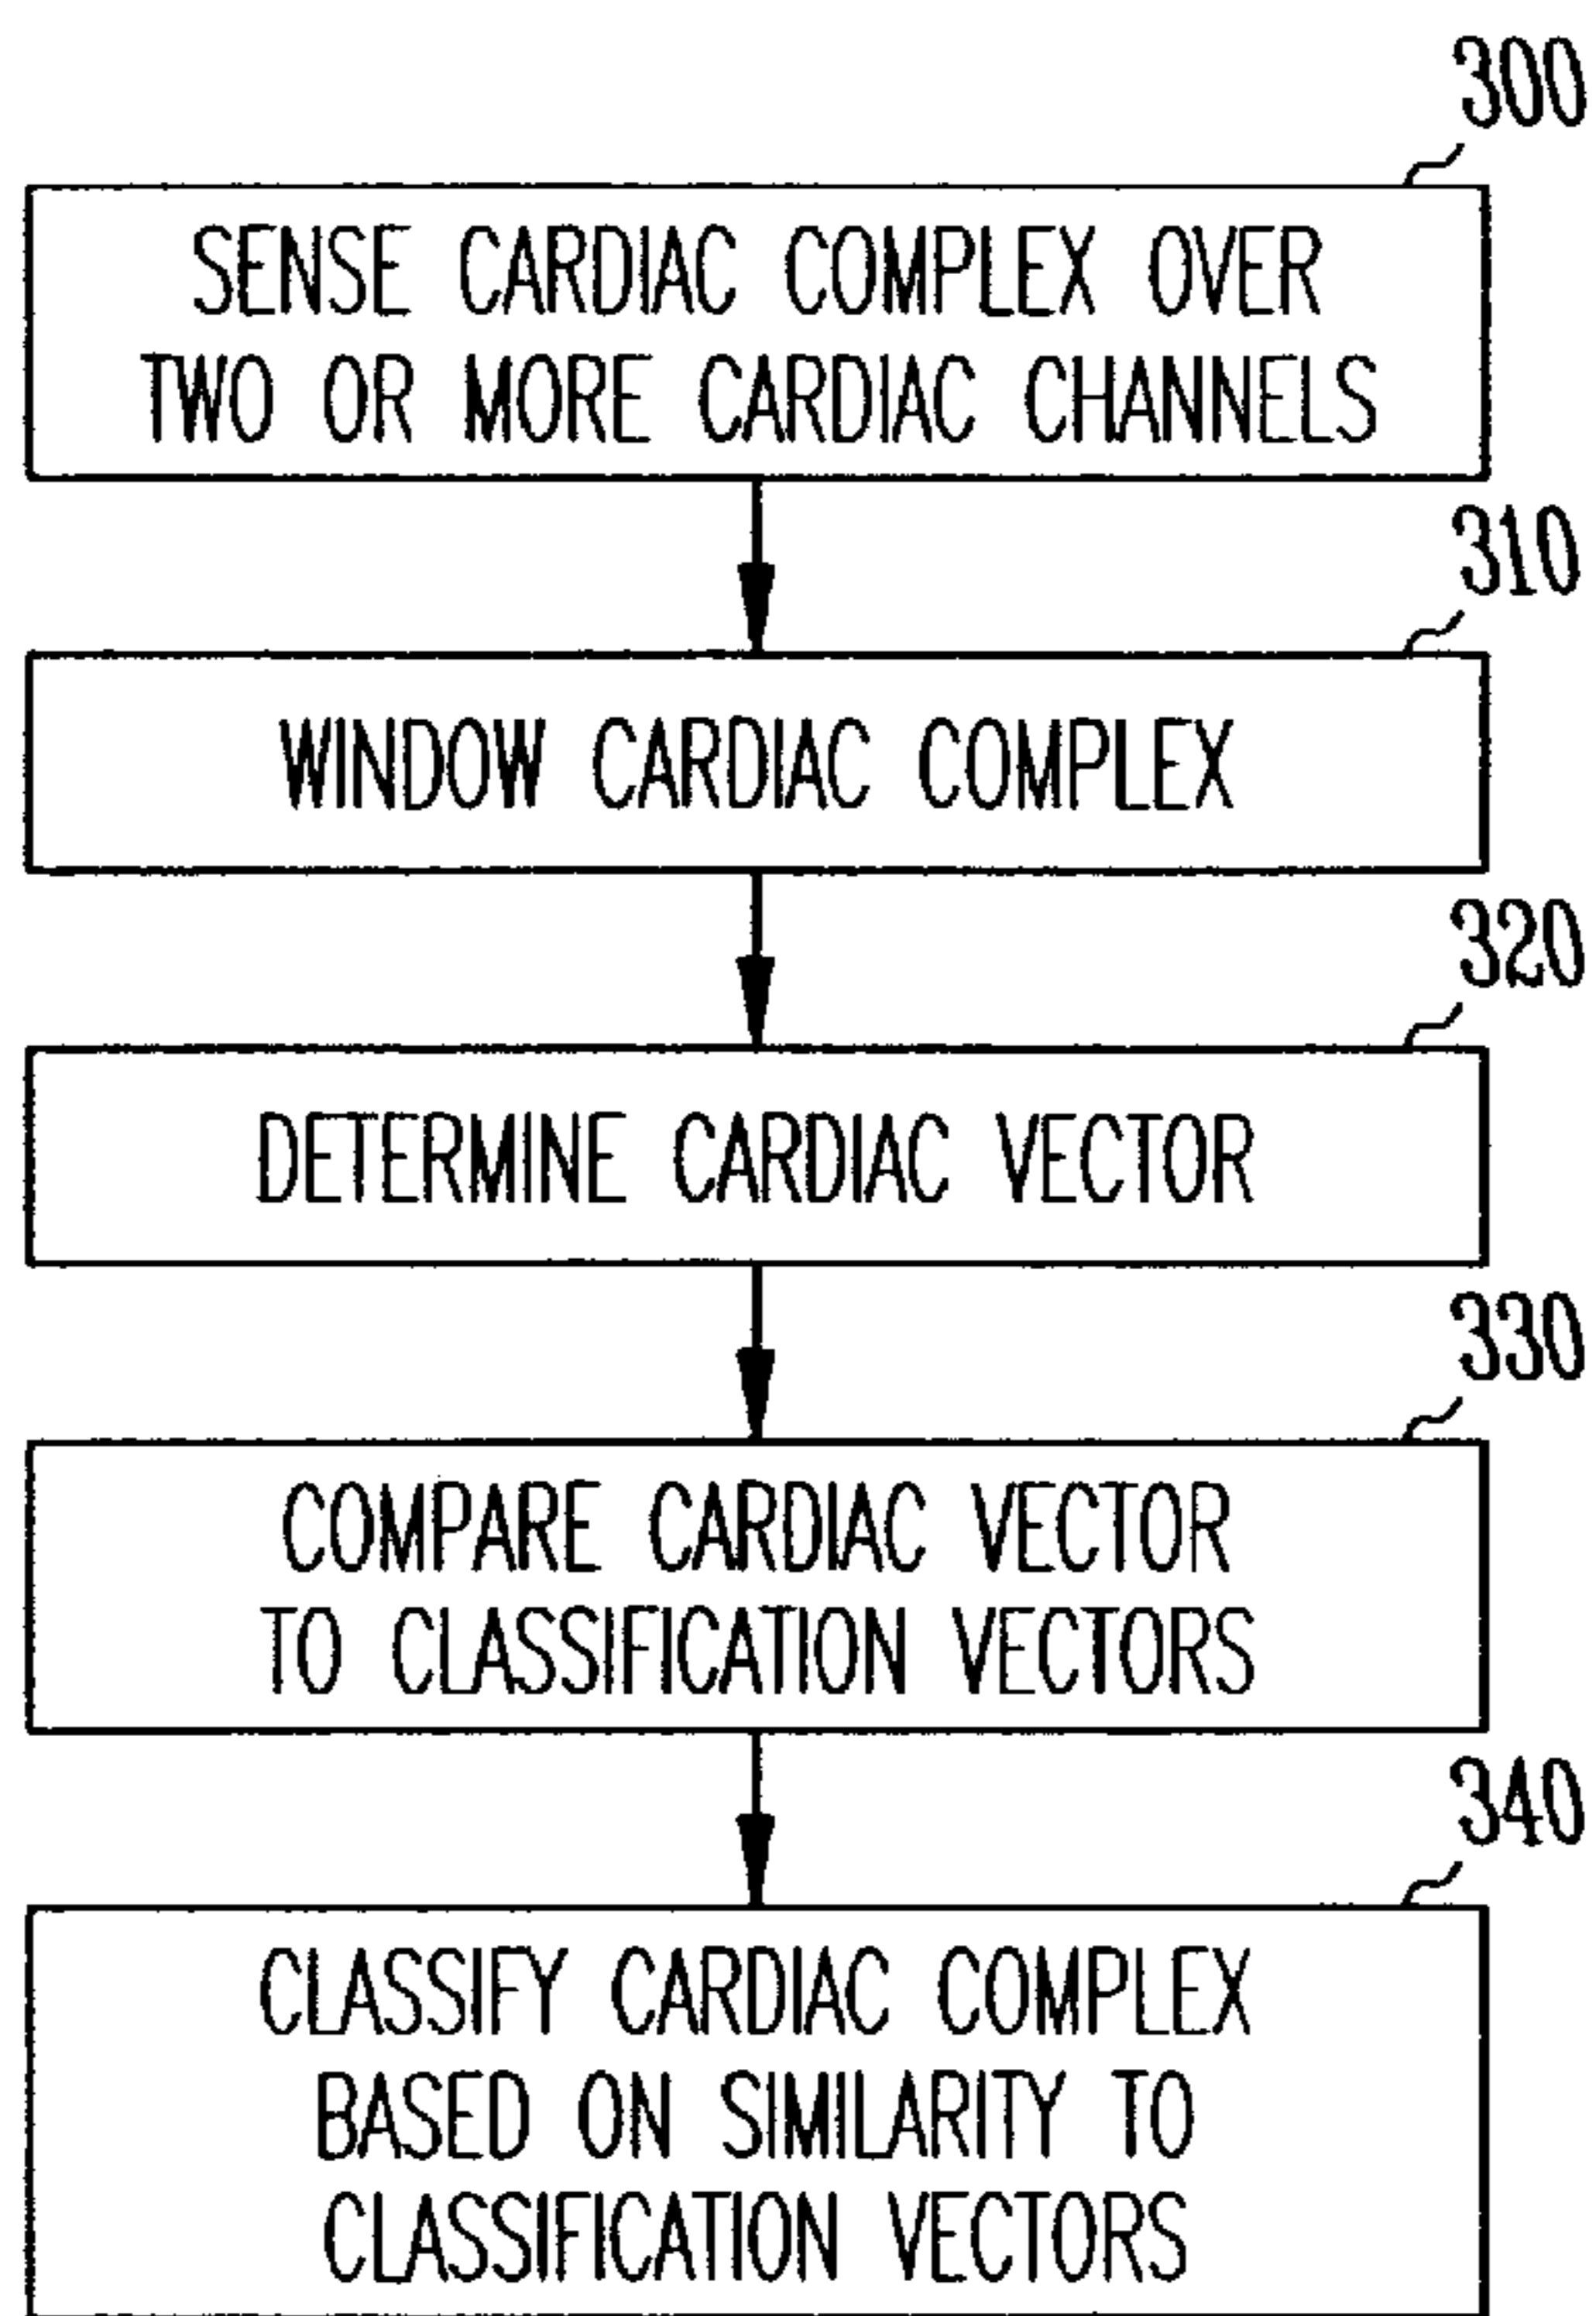 300
SENSE CARDIAC COMPLEX OVER
TWO OR MORE CARDIAC CHANNELS
310
WINDOW CARDIAC COMPLEX
320
DETERMINE CARDIAC VECTOR
330
COMPARE CARDIAC VECTOR
TO CLASSIFICATION VECTORS
340
CLASSIFY CARDIAC COMPLEX
BASED ON SIMILARITY TO
CLASSIFICATION VECTORS